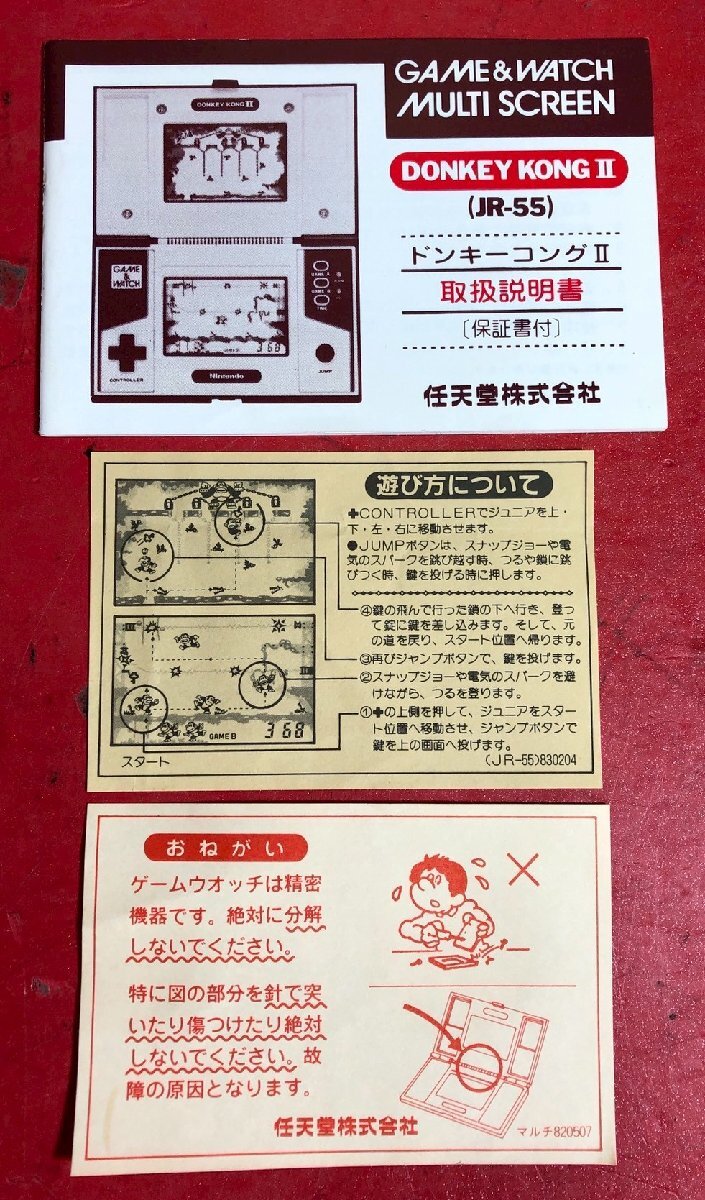 GAME & WATCH
MULTI SCREEN
DONKEY KONG II
(JR-55)
ドンキーコングII
取扱説明書
〔保証書付〕
任天堂株式会社
DONKEY KONG II
GAME & WATCH
GAME A
GAME B
TIME
368
CONTROLLER
Nintendo
JUMP
遊び方について
✚CONTROLLERでジュニアを上・
下・左・右に移動させます。
●JUMPボタンは、スナップジョーや電
気のスパークを跳び越す時、つるや鎖に跳
びつく時、鍵を投げる時に押します。
④鍵の飛んで行った鎖の下へ行き、登っ
て錠に鍵を差し込みます。そして、元
の道を戻り、スタート位置へ帰ります。
③再びジャンプボタンで、鍵を投げます。
②スナップジョーや電気のスパークを避
けながら、つるを登ります。
①✚の上側を押して、ジュニアをスター
ト位置へ移動させ、ジャンプボタンで
鍵を上の画面へ投げます。
GAME B
368
スタート
(JR-55)830204
おねがい
ゲームウオッチは精密
機器です。絶対に分解
しないでください。
特に図の部分を針で突
いたり傷つけたり絶対
しないでください。故
障の原因となります。
任天堂株式会社
マルチ820507